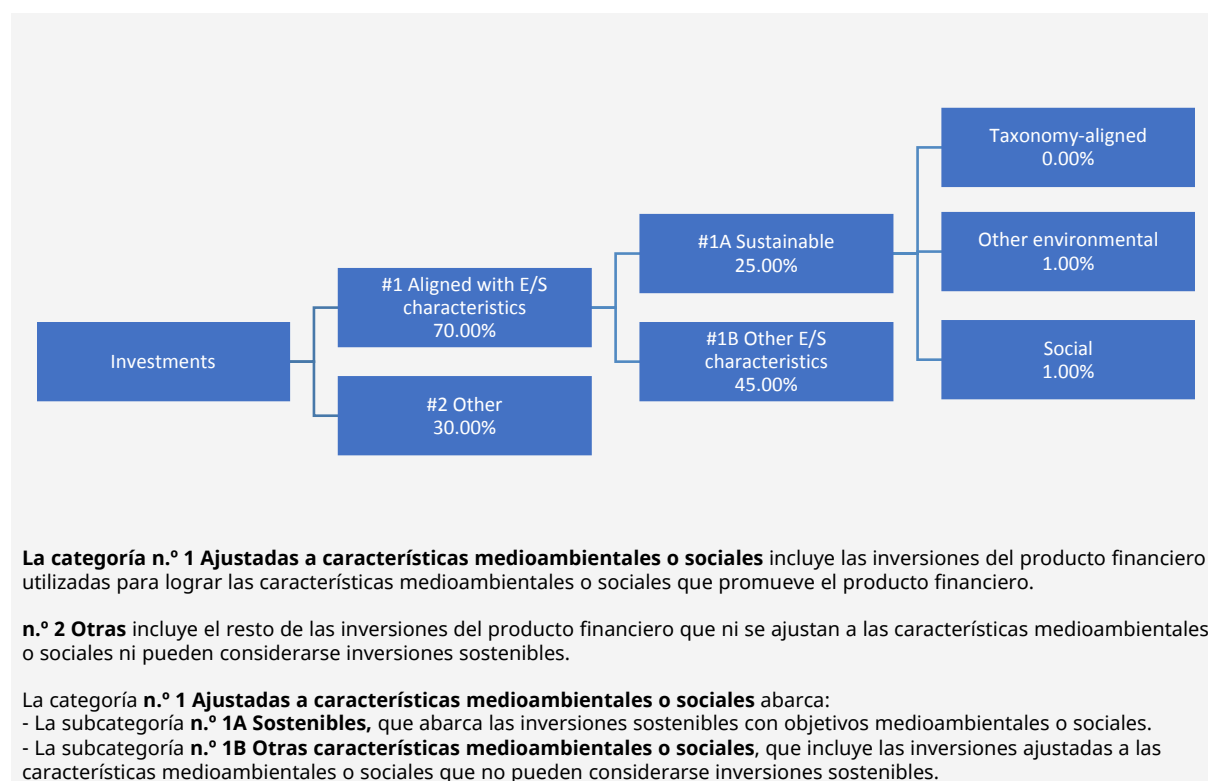 Taxonomy-aligned
0.00%
#1A Sustainable
25.00%
Other environmental
1.00%
#1 Aligned with E/S
characteristics
70.00%
Investments
#1B Other E/S
characteristics
45.00%
Social
1.00%
#2 Other
30.00%
La categoría n.º 1 Ajustadas a características medioambientales o sociales incluye las inversiones del producto financiero
utilizadas para lograr las características medioambientales o sociales que promueve el producto financiero.
n.º 2 Otras incluye el resto de las inversiones del producto financiero que ni se ajustan a las características medioambientales
o sociales ni pueden considerarse inversiones sostenibles.
La categoría n.º 1 Ajustadas a características medioambientales o sociales abarca:
- La subcategoría n.º 1A Sostenibles, que abarca las inversiones sostenibles con objetivos medioambientales o sociales.
- La subcategoría n.º 1B Otras características medioambientales o sociales, que incluye las inversiones ajustadas a las
características medioambientales o sociales que no pueden considerarse inversiones sostenibles.